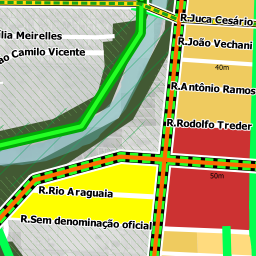 R.Juca Cesário
ília Meirelles
R.João Vechani
ao Camilo Vicente
40m
R.Antônio Ramos
R.Rodolfo Treder
50m
R.Rio Araguaia
R.Sem denominação oficial